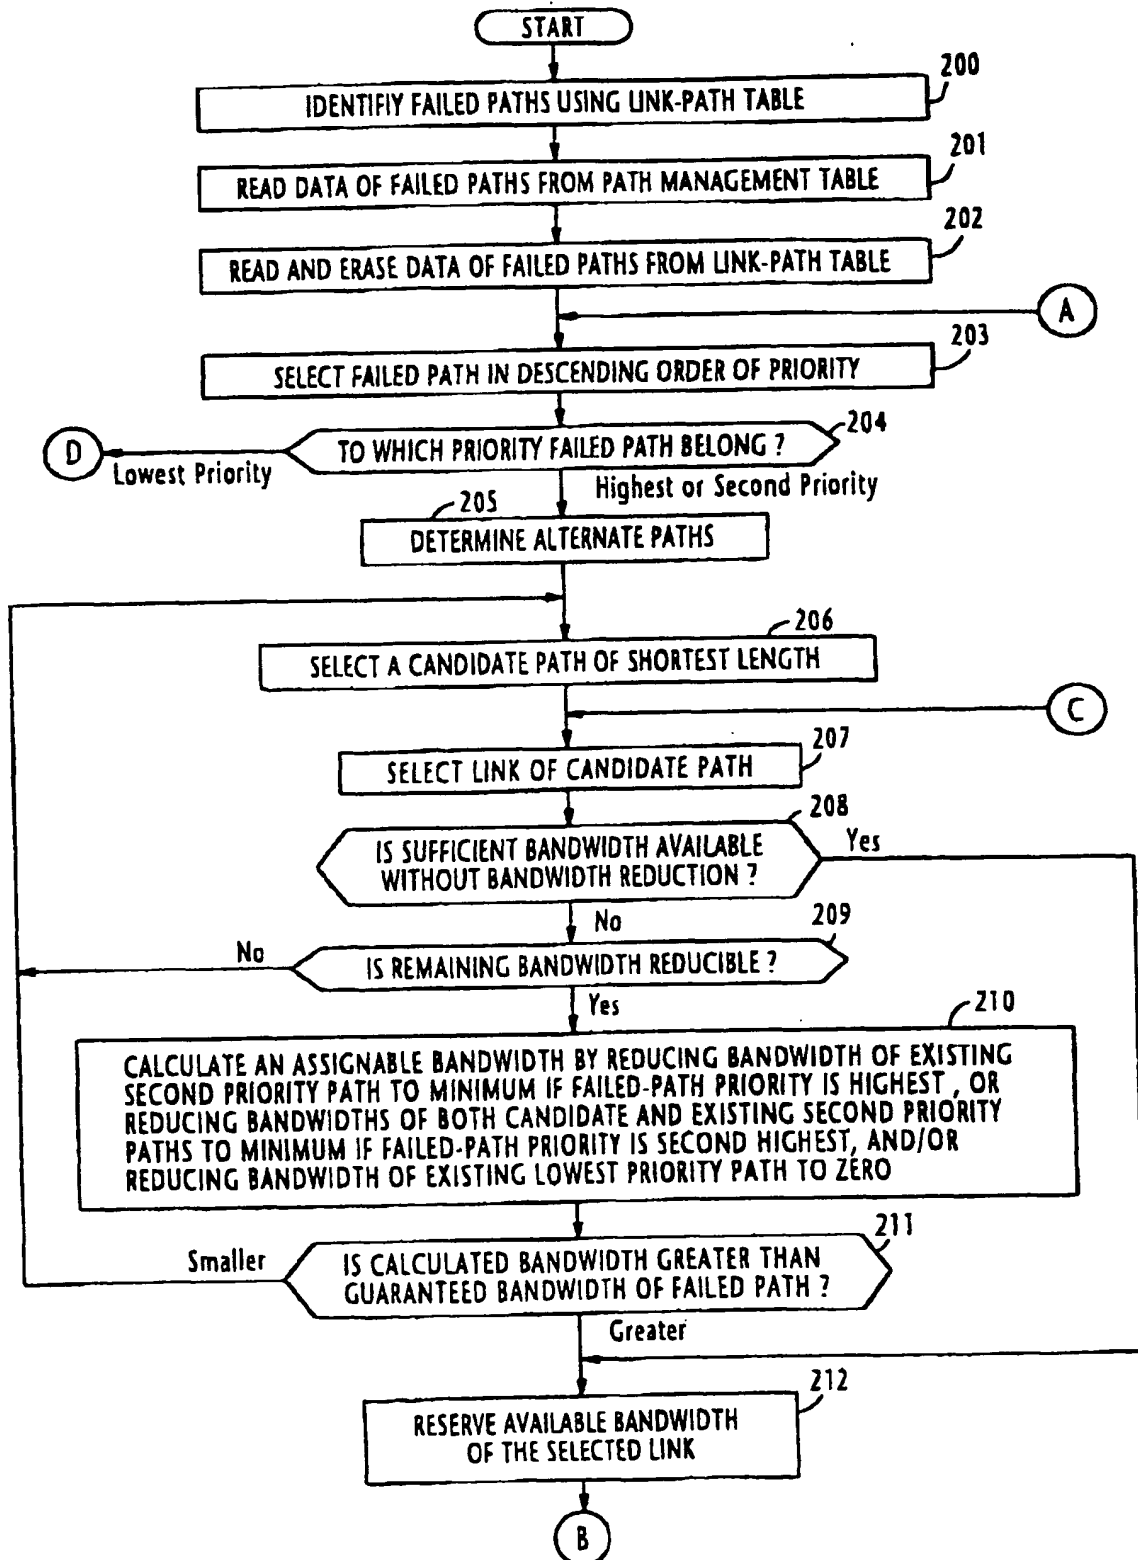 START
200
IDENTIFIY FAILED PATHS USING LINK-PATH TABLE
201
READ DATA OF FAILED PATHS FROM PATH MANAGEMENT TABLE
202
READ AND ERASE DATA OF FAILED PATHS FROM LINK-PATH TABLE
A
203
SELECT FAILED PATH IN DESCENDING ORDER OF PRIORITY
204
TO WHICH PRIORITY FAILED PATH BELONG ?
D
Lowest Priority
Highest or Second Priority
205
DETERMINE ALTERNATE PATHS
206
SELECT A CANDIDATE PATH OF SHORTEST LENGTH
C
207
SELECT LINK OF CANDIDATE PATH
208
IS SUFFICIENT BANDWIDTH AVAILABLE
WITHOUT BANDWIDTH REDUCTION ?
Yes
No
209
No
IS REMAINING BANDWIDTH REDUCIBLE ?
Yes
210
CALCULATE AN ASSIGNABLE BANDWIDTH BY REDUCING BANDWIDTH OF EXISTING
SECOND PRIORITY PATH TO MINIMUM IF FAILED-PATH PRIORITY IS HIGHEST , OR
REDUCING BANDWIDTHS OF BOTH CANDIDATE AND EXISTING SECOND PRIORITY
PATHS TO MINIMUM IF FAILED-PATH PRIORITY IS SECOND HIGHEST, AND/OR
REDUCING BANDWIDTH OF EXISTING LOWEST PRIORITY PATH TO ZERO
211
Smaller
IS CALCULATED BANDWIDTH GREATER THAN
GUARANTEED BANDWIDTH OF FAILED PATH ?
Greater
212
RESERVE AVAILABLE BANDWIDTH
OF THE SELECTED LINK
B